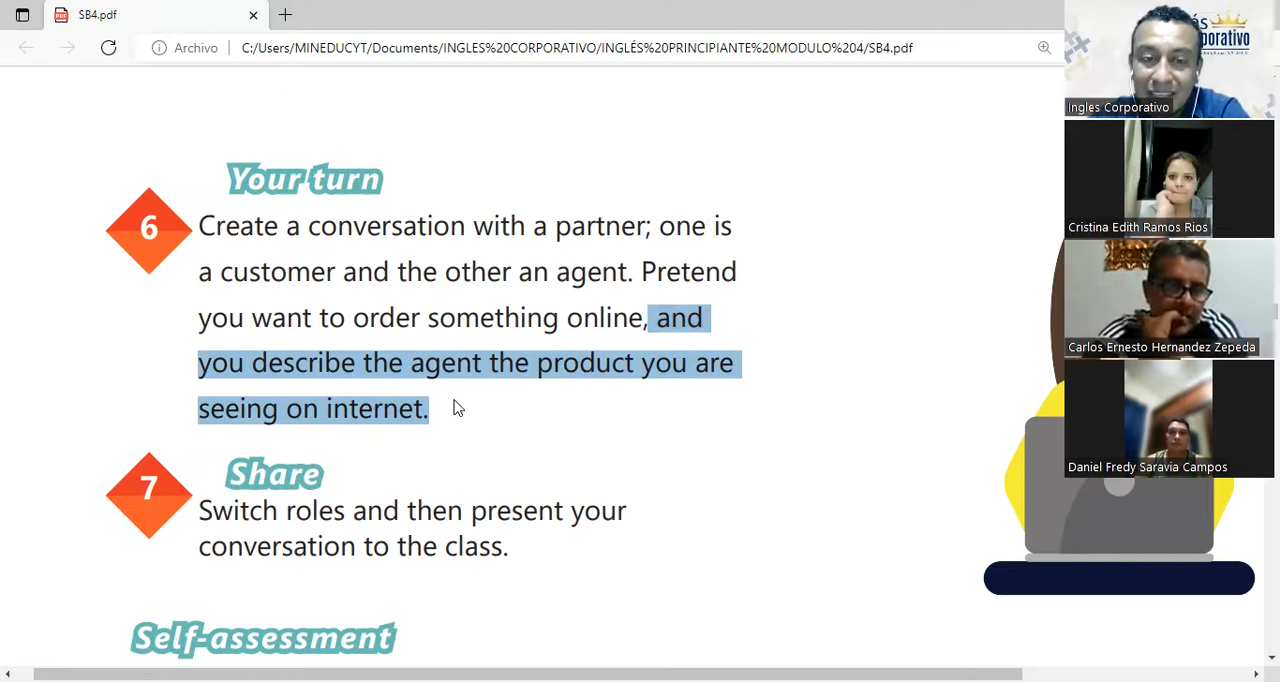 SB4.pdf
Archivo
C:/Users/MINEDUCYT/Documents/INGLES%20CORPORATIVO/INGLÉS%20PRINCIPIANTE%20MODULO%204/SB4.pdf
Your turn
6
Create a conversation with a partner; one is
a customer and the other an agent. Pretend
you want to order something online, and
you describe the agent the product you are
seeing on internet.
Share
7
Switch roles and then present your
conversation to the class.
Self-assessment
Ingles Corporativo
Cristina Edith Ramos Rios
Carlos Ernesto Hernandez Zepeda
Daniel Fredy Saravia Campos